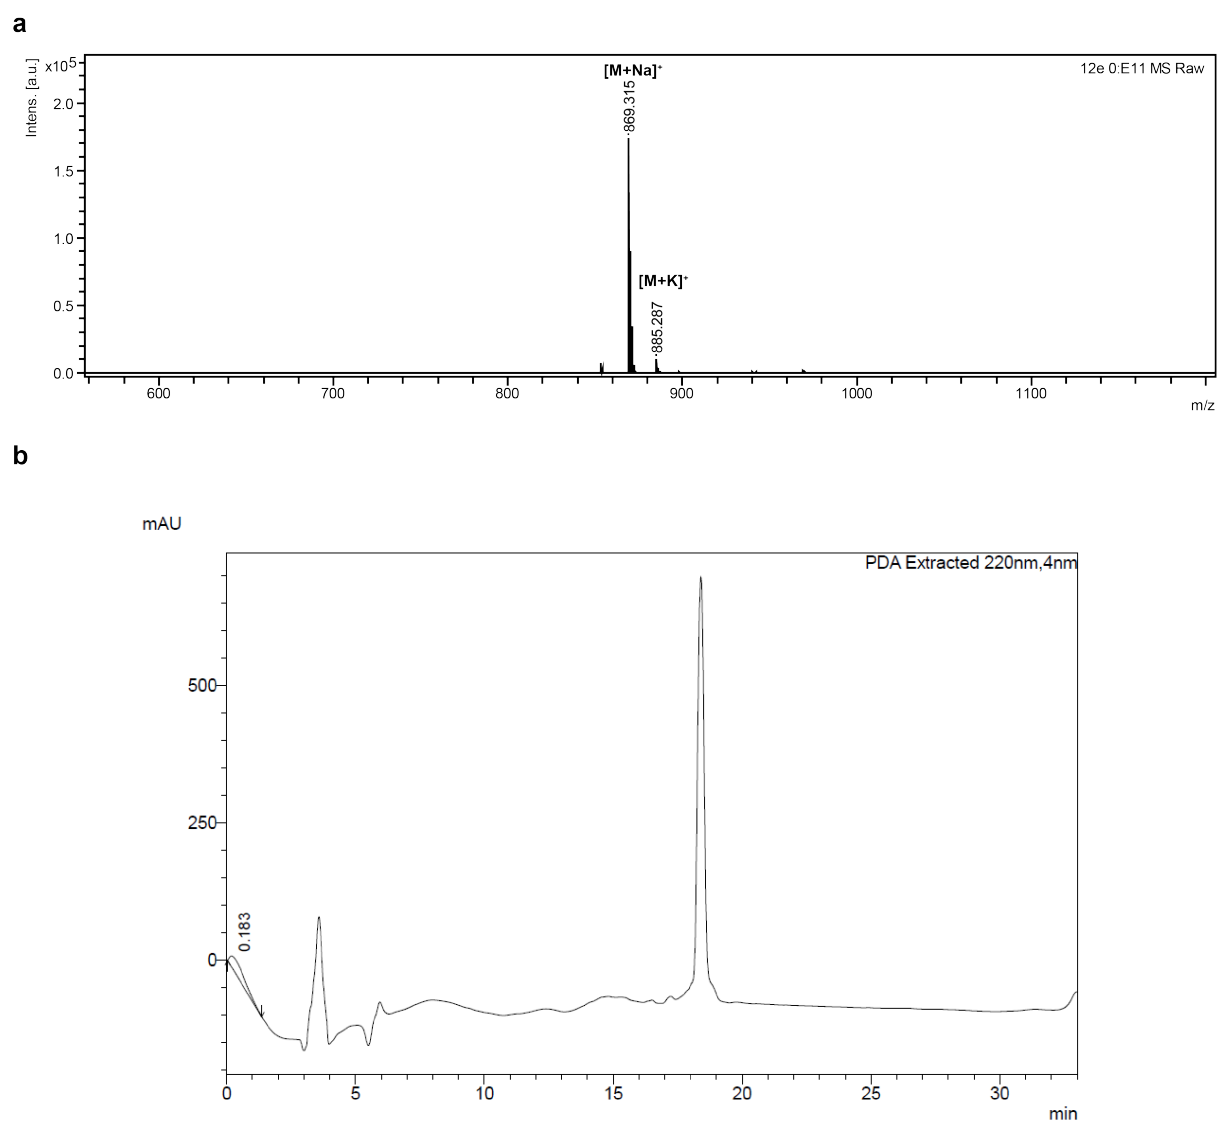 a
Intens. [a.u.]
x10⁵
2.0
1.5
1.0
0.5
0.0
[M+Na]⁺
869.315
[M+K]⁺
885.287
12e 0:E11 MS Raw
600 700 800 900 1000 1100
m/z
b
mAU
PDA Extracted 220nm,4nm
500
250
0
0.183
0 5 10 15 20 25 30
min